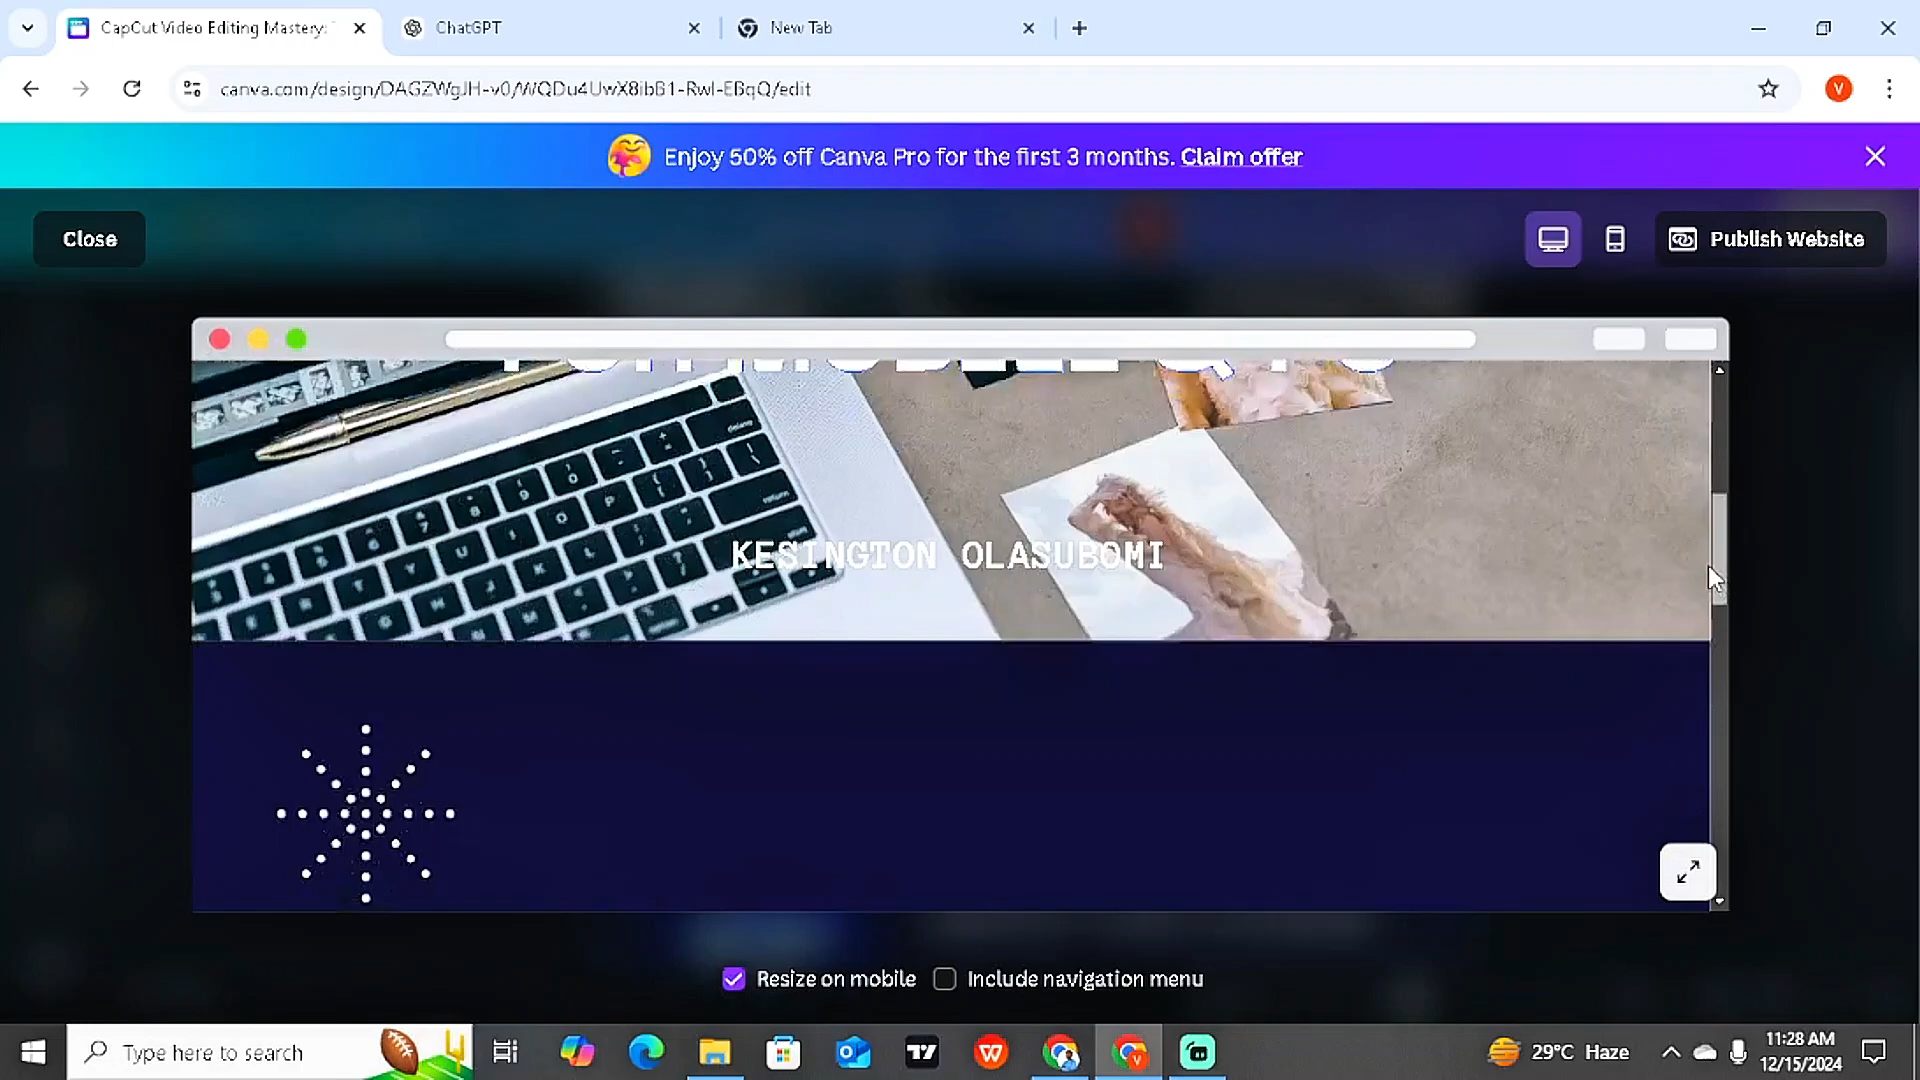 CapCut Video Editing Mastery:
ChatGPT
New Tab
canva.com/design/DAGZWgJH-v0/WQDu4UwX8ibB1-Rwl-EBqQ/edit
V
Enjoy 50% off Canva Pro for the first 3 months. Claim offer
Close
Publish Website
delete
return
KESINGTON OLASUBOMI
Resize on mobile
Include navigation menu
Type here to search
29°C Haze
11:28 AM
12/15/2024